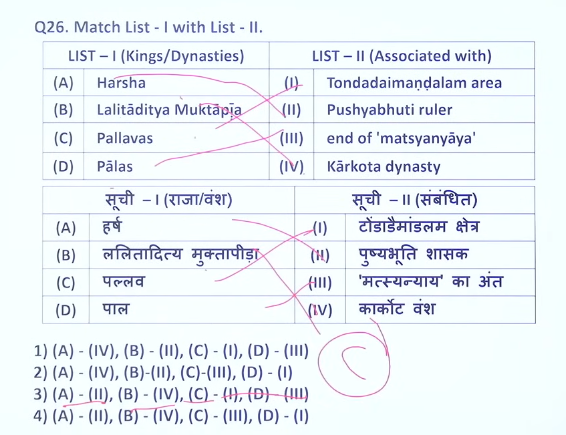 Q26. Match List - I with List - II.
LIST – I (Kings/Dynasties) LIST – II (Associated with)
(A) Harsha (I) Tondadaimaṇḍalam area
(B) Lalitāditya Muktāpīḍa (II) Pushyabhuti ruler
(C) Pallavas (III) end of 'matsyanyāya'
(D) Pālas (IV) Kārkota dynasty
सूची – I (राजा/वंश) सूची – II (संबंधित)
(A) हर्ष (I) टोंडाडैमांडलम क्षेत्र
(B) ललितादित्य मुक्तापीड़ा (II) पुष्यभूति शासक
(C) पल्लव (III) 'मत्स्यन्याय' का अंत
(D) पाल (IV) कार्कोट वंश
1) (A) - (IV), (B) - (II), (C) - (I), (D) - (III)
2) (A) - (IV), (B)-(II), (C)-(III), (D) - (I)
3) (A) - (II), (B) - (IV), (C) - (I), (D) - (III)
4) (A) - (II), (B) - (IV), (C) - (III), (D) - (I)